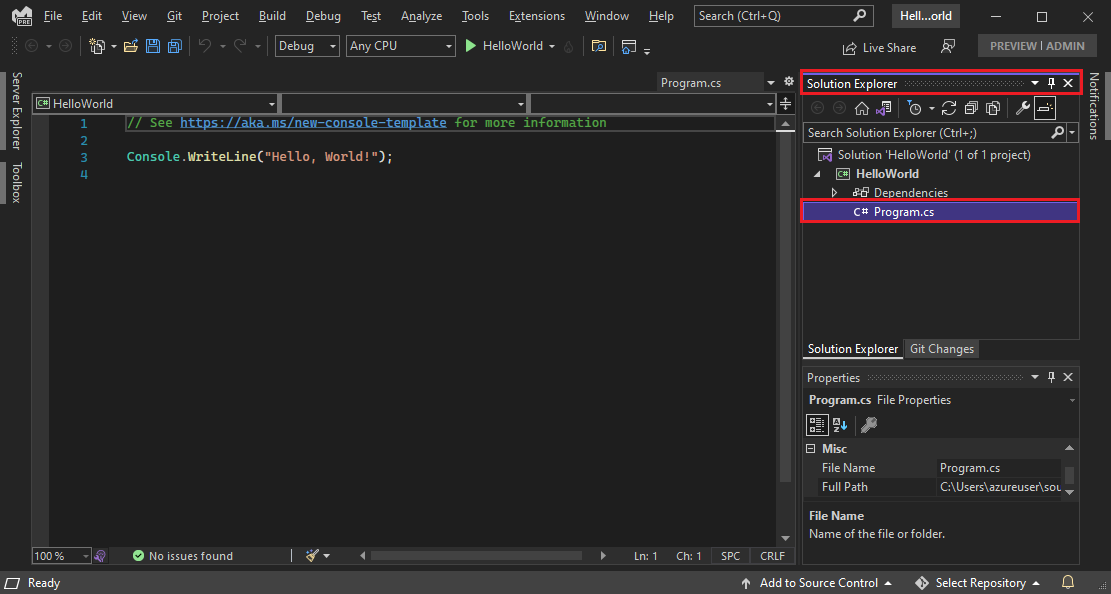 File Edit View Git Project Build Debug Test Analyze Tools Extensions Window Help Search (Ctrl+Q) Hell...orld
PRE
Debug Any CPU HelloWorld Live Share PREVIEW | ADMIN
Server Explorer
Toolbox
Program.cs
HelloWorld
1 // See https://aka.ms/new-console-template for more information
2
3 Console.WriteLine("Hello, World!");
4
100 % No issues found Ln: 1 Ch: 1 SPC CRLF
Solution Explorer
Search Solution Explorer (Ctrl+;)
Solution 'HelloWorld' (1 of 1 project)
C# HelloWorld
Dependencies
C# Program.cs
Solution Explorer Git Changes
Properties
Program.cs File Properties
Misc
File Name Program.cs
Full Path C:\Users\azureuser\sou
File Name
Name of the file or folder.
Notifications
Ready Add to Source Control Select Repository